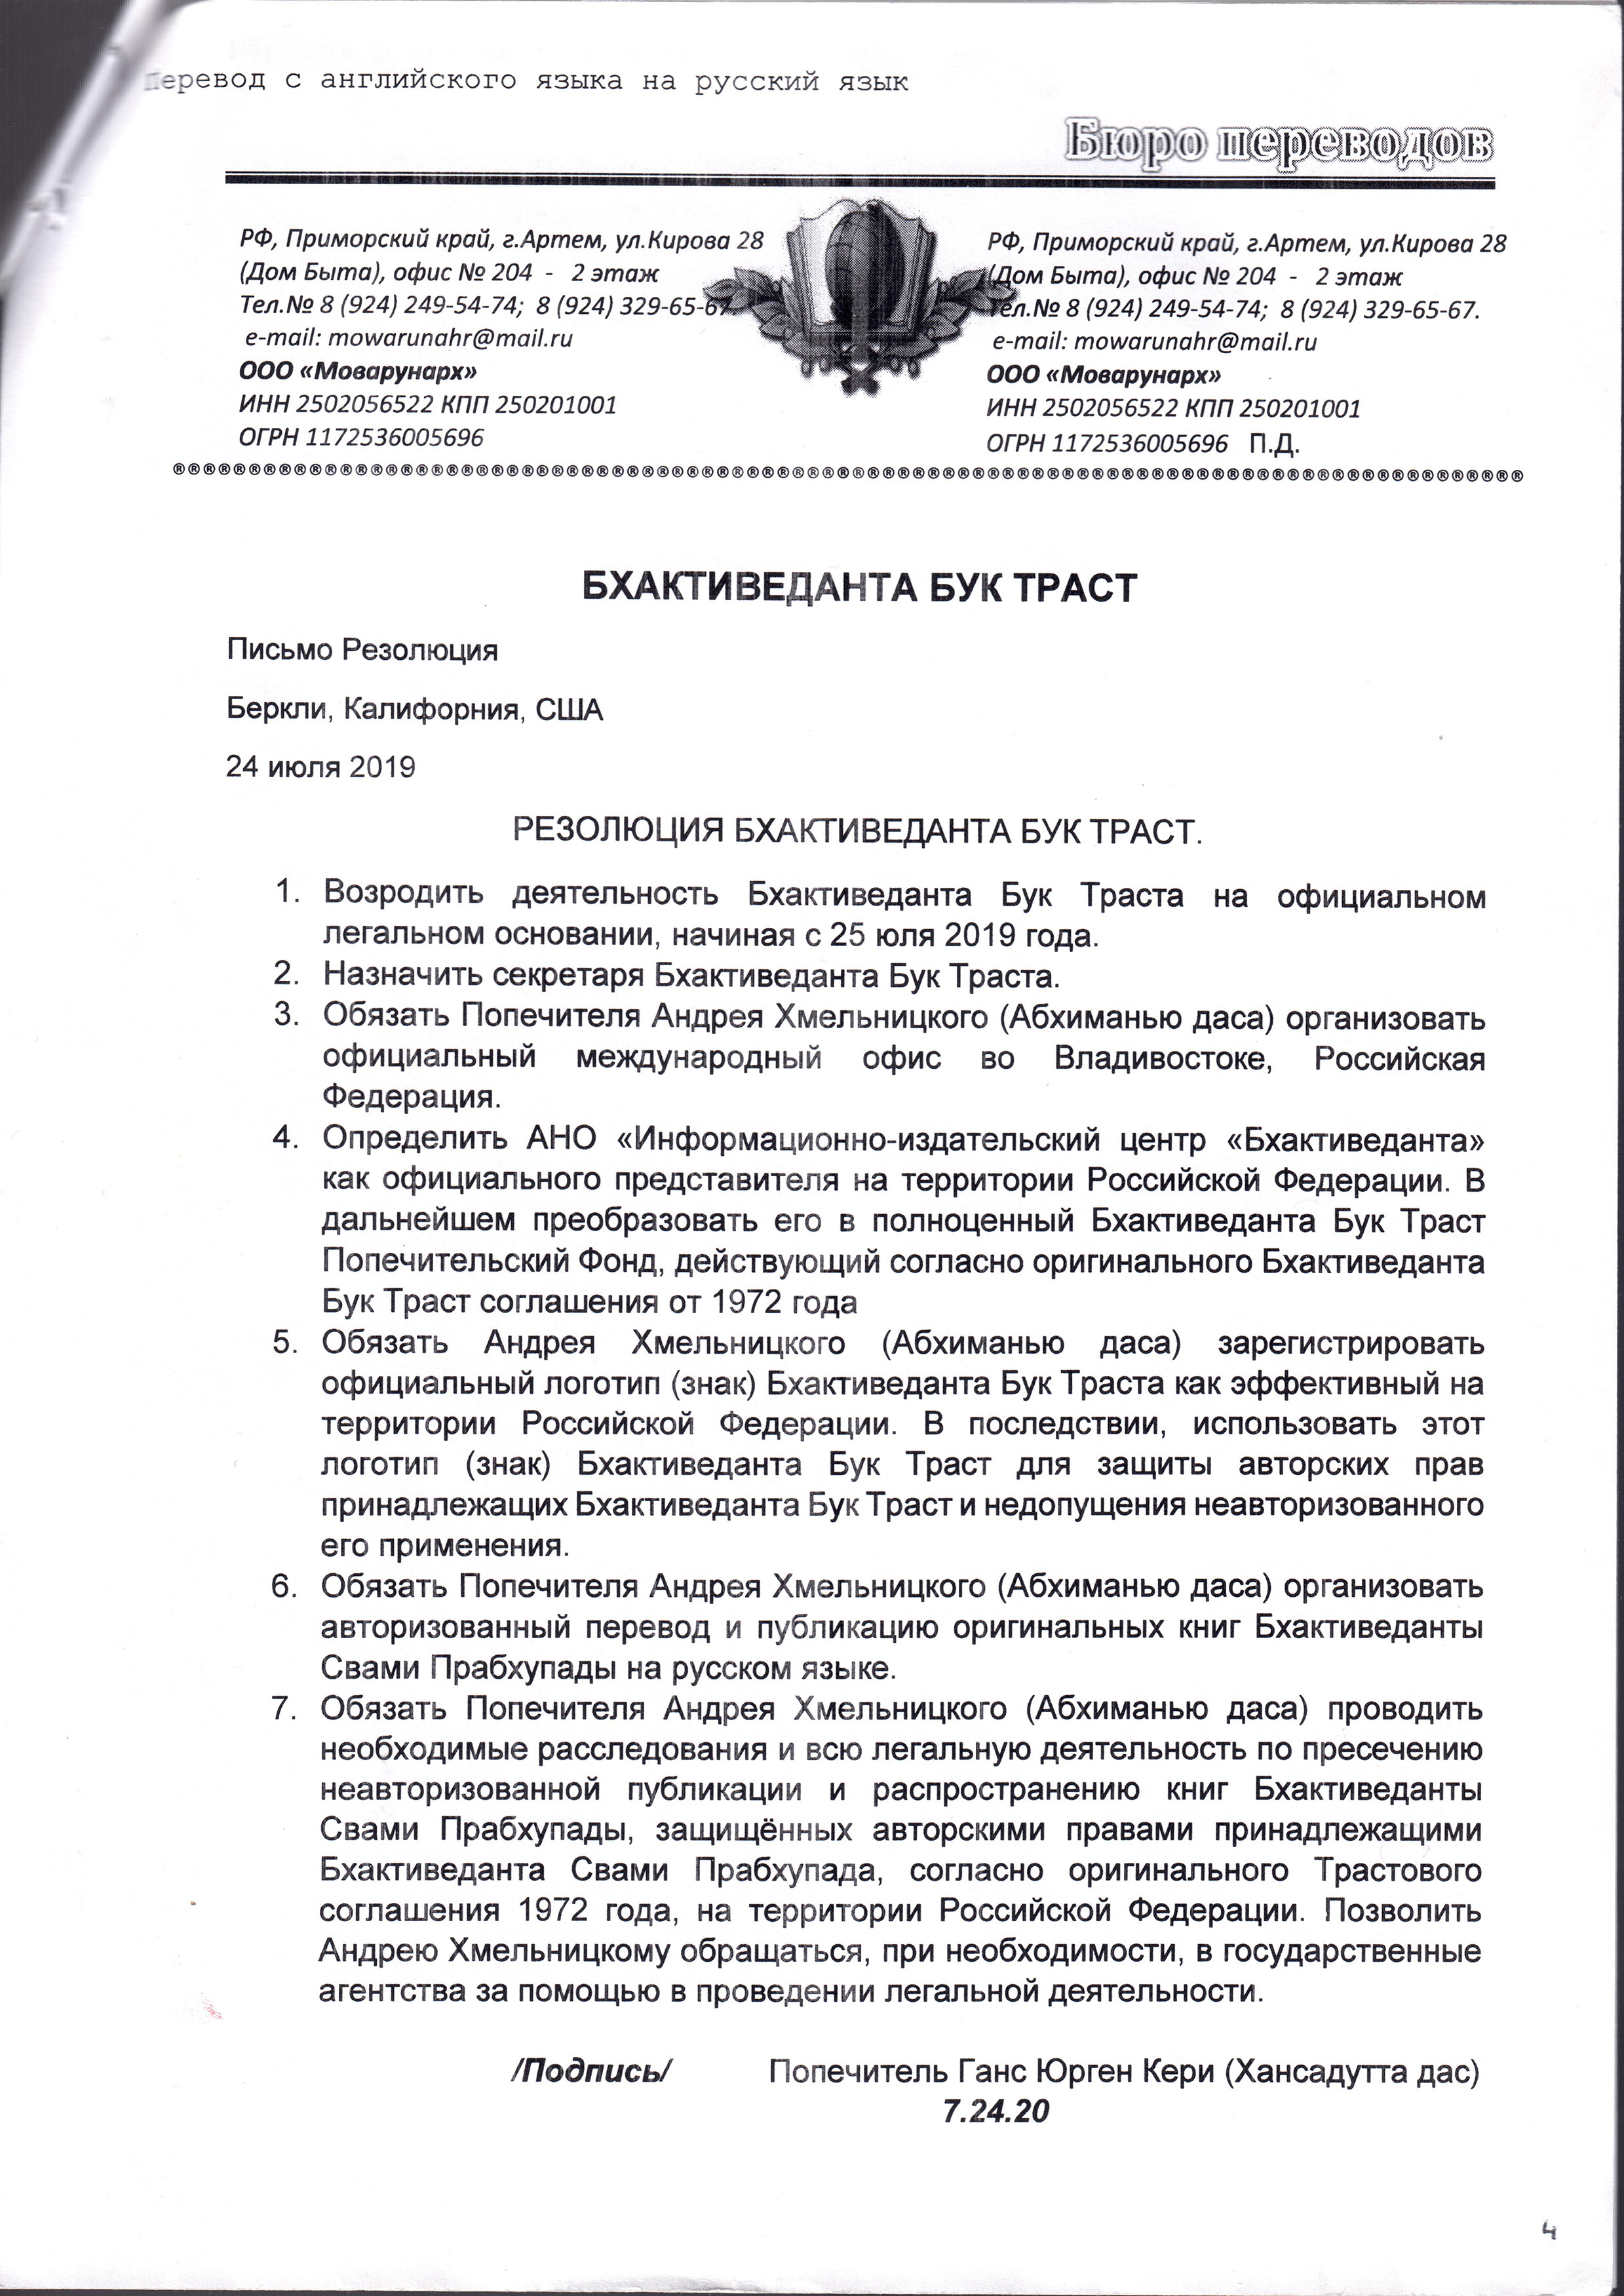 Перевод с английского языка на русский язык
Бюро переводов
РФ, Приморский край, г.Артем, ул.Кирова 28
(Дом Быта), офис № 204 - 2 этаж
Тел.№ 8 (924) 249-54-74; 8 (924) 329-65-67
e-mail: mowarunahr@mail.ru
ООО «Моварунарх»
ИНН 2502056522 КПП 250201001
ОГРН 1172536005696
РФ, Приморский край, г.Артем, ул.Кирова 28
(Дом Быта), офис № 204 - 2 этаж
Тел.№ 8 (924) 249-54-74; 8 (924) 329-65-67.
e-mail: mowarunahr@mail.ru
ООО «Моварунарх»
ИНН 2502056522 КПП 250201001
ОГРН 1172536005696 П.Д.
БХАКТИВЕДАНТА БУК ТРАСТ
Письмо Резолюция
Беркли, Калифорния, США
24 июля 2019
РЕЗОЛЮЦИЯ БХАКТИВЕДАНТА БУК ТРАСТ.
1. Возродить деятельность Бхактиведанта Бук Траста на официальном
легальном основании, начиная с 25 юля 2019 года.
2. Назначить секретаря Бхактиведанта Бук Траста.
3. Обязать Попечителя Андрея Хмельницкого (Абхиманью даса) организовать
официальный международный офис во Владивостоке, Российская
Федерация.
4. Определить АНО «Информационно-издательский центр «Бхактиведанта»
как официального представителя на территории Российской Федерации. В
дальнейшем преобразовать его в полноценный Бхактиведанта Бук Траст
Попечительский Фонд, действующий согласно оригинального Бхактиведанта
Бук Траст соглашения от 1972 года
5. Обязать Андрея Хмельницкого (Абхиманью даса) зарегистрировать
официальный логотип (знак) Бхактиведанта Бук Траста как эффективный на
территории Российской Федерации. В последствии, использовать этот
логотип (знак) Бхактиведанта Бук Траст для защиты авторских прав
принадлежащих Бхактиведанта Бук Траст и недопущения неавторизованного
его применения.
6. Обязать Попечителя Андрея Хмельницкого (Абхиманью даса) организовать
авторизованный перевод и публикацию оригинальных книг Бхактиведанты
Свами Прабхупады на русском языке.
7. Обязать Попечителя Андрея Хмельницкого (Абхиманью даса) проводить
необходимые расследования и всю легальную деятельность по пресечению
неавторизованной публикации и распространению книг Бхактиведанты
Свами Прабхупады, защищённых авторскими правами принадлежащими
Бхактиведанта Свами Прабхупада, согласно оригинального Трастового
соглашения 1972 года, на территории Российской Федерации. Позволить
Андрею Хмельницкому обращаться, при необходимости, в государственные
агентства за помощью в проведении легальной деятельности.
/Подпись/ Попечитель Ганс Юрген Кери (Хансадутта дас)
7.24.20
4